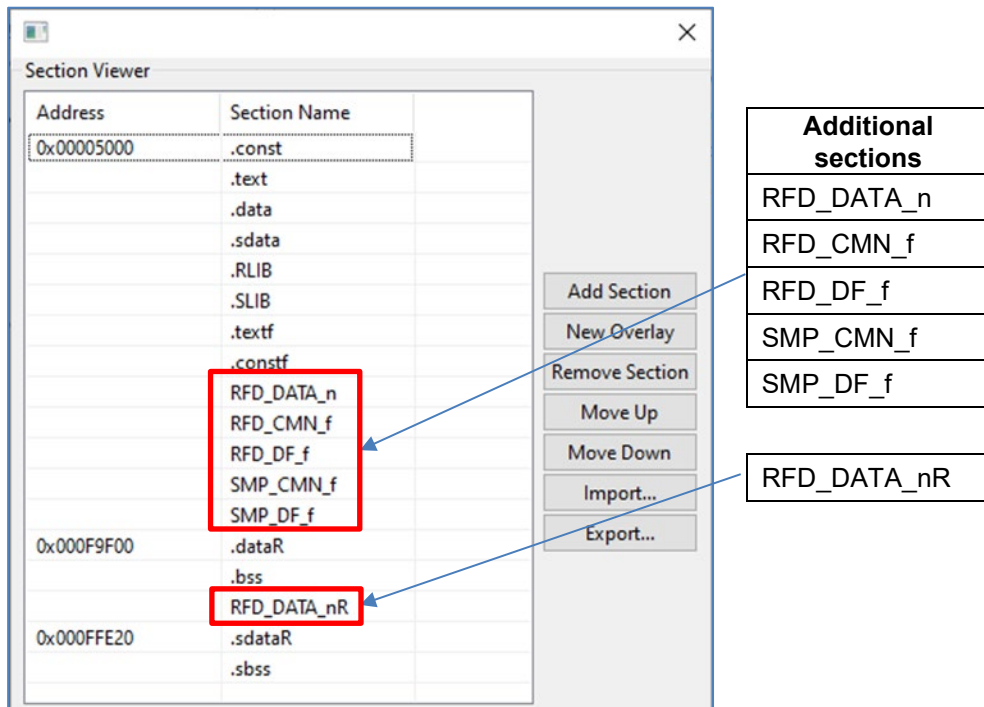 Section Viewer
Address Section Name
0x00005000 .const
.text
.data
.sdata
.RLIB
.SLIB
.textf
.constf
RFD_DATA_n
RFD_CMN_f
RFD_DF_f
SMP_CMN_f
SMP_DF_f
0x000F9F00 .dataR
.bss
RFD_DATA_nR
0x000FFE20 .sdataR
.sbss
Add Section
New Overlay
Remove Section
Move Up
Move Down
Import...
Export...
Additional
sections
RFD_DATA_n
RFD_CMN_f
RFD_DF_f
SMP_CMN_f
SMP_DF_f
RFD_DATA_nR